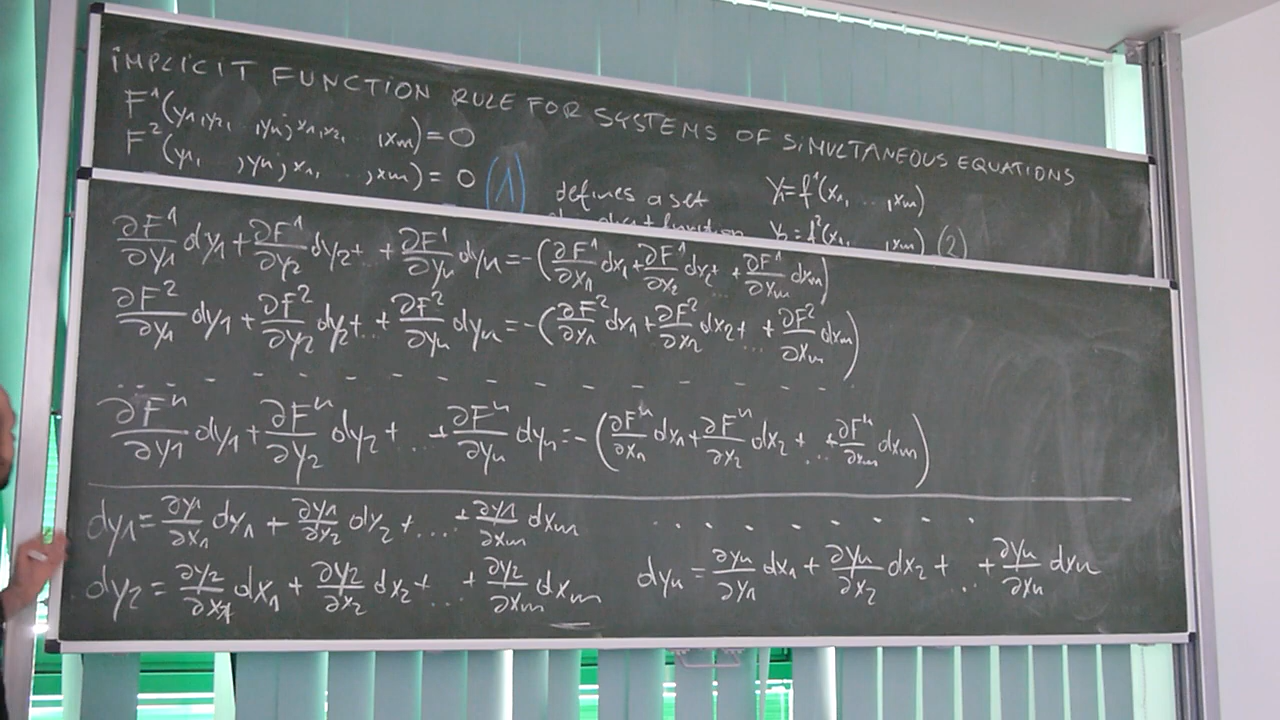 IMPLICIT FUNCTION RULE FOR SYSTEMS OF SIMULTANEOUS EQUATIONS
F¹(y₁,y₂, ,yₙ;x₁,x₂, ,xₘ)=0
F²(y₁, ,yₙ;x₁, . . ,xₘ)=0 (1)
defines a set y₁=f¹(x₁, . . ,xₘ)
function y₂=f²(x₁, ,xₘ) (2)
∂F¹/∂y₁ dy₁+∂F¹/∂y₂ dy₂+ . . +∂F¹/∂yₙ dyₙ=-(∂F¹/∂x₁ dx₁+∂F¹/∂x₂ dx₂+ . . +∂F¹/∂xₘ dxₘ)
∂F²/∂y₁ dy₁+∂F²/∂y₂ dy₂+ . . +∂F²/∂yₙ dyₙ=-(∂F²/∂x₁ dx₁+∂F²/∂x₂ dx₂+ ... +∂F²/∂xₘ dxₘ)
∂Fⁿ/∂y₁ dy₁+∂Fⁿ/∂y₂ dy₂+ .. +∂Fⁿ/∂yₙ dyₙ=-(∂Fⁿ/∂x₁ dx₁+∂Fⁿ/∂x₂ dx₂+ ... +∂Fⁿ/∂xₘ dxₘ)
dy₁=∂y₁/∂x₁ dy₁+∂y₁/∂y₂ dy₂+....+∂y₁/∂xₘ dxₘ . . . . . . . . .
dy₂=∂y₂/∂x₁ dx₁+∂y₂/∂x₂ dx₂+ .. +∂y₂/∂xₘ dxₘ dyₙ=∂yₙ/∂y₁ dx₁+∂yₙ/∂x₂ dx₂+ .. +∂yₙ/∂xₙ dxₙ